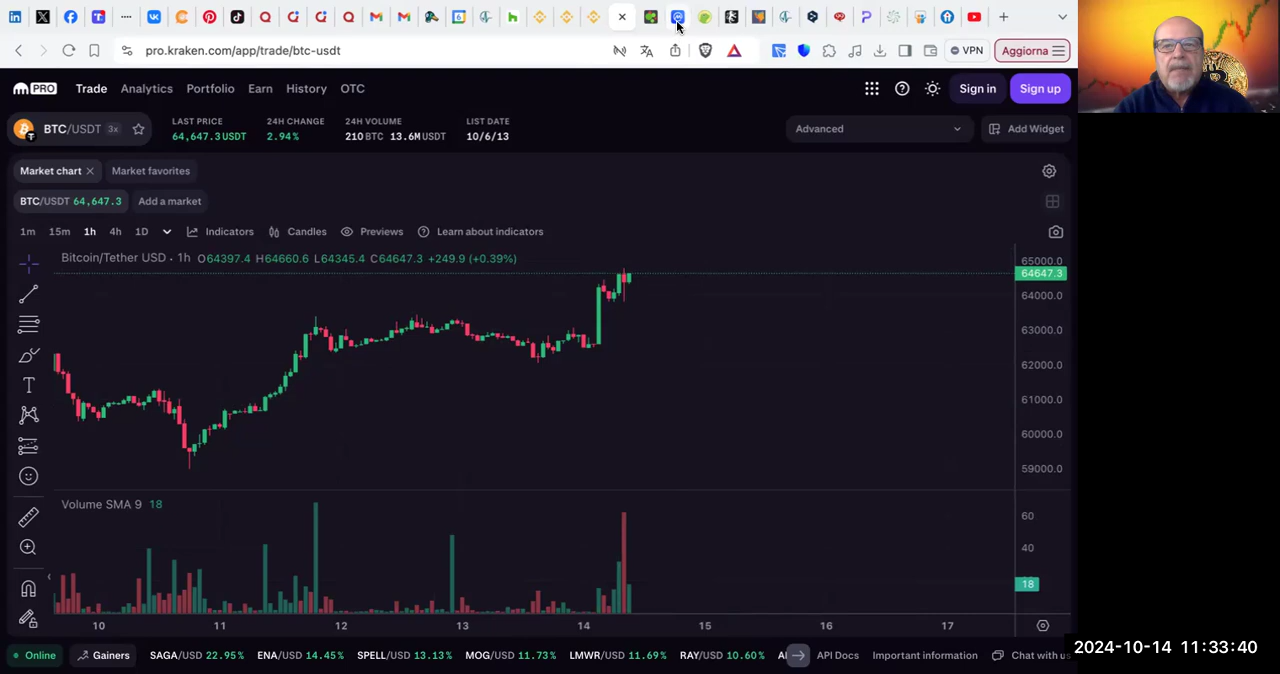 pro.kraken.com/app/trade/btc-usdt
VPN
Aggiorna
PRO Trade Analytics Portfolio Earn History OTC
Sign in
Sign up
BTC/USDT 3x
LAST PRICE
64,647.3 USDT
24H CHANGE
2.94%
24H VOLUME
210 BTC 13.6M USDT
LIST DATE
10/6/13
Advanced
Add Widget
Market chart
Market favorites
BTC/USDT 64,647.3
Add a market
1m 15m 1h 4h 1D
Indicators
Candles
Previews
Learn about indicators
Bitcoin/Tether USD · 1h O64397.4 H64660.6 L64345.4 C64647.3 +249.9 (+0.39%)
65000.0
64647.3
64000.0
63000.0
62000.0
61000.0
60000.0
59000.0
Volume SMA 9 18
60
40
18
10 11 12 13 14 15 16 17
Online
Gainers
SAGA/USD 22.95% ENA/USD 14.45% SPELL/USD 13.13% MOG/USD 11.73% LMWR/USD 11.69% RAY/USD 10.60%
API Docs
Important information
Chat with us
2024-10-14 11:33:40